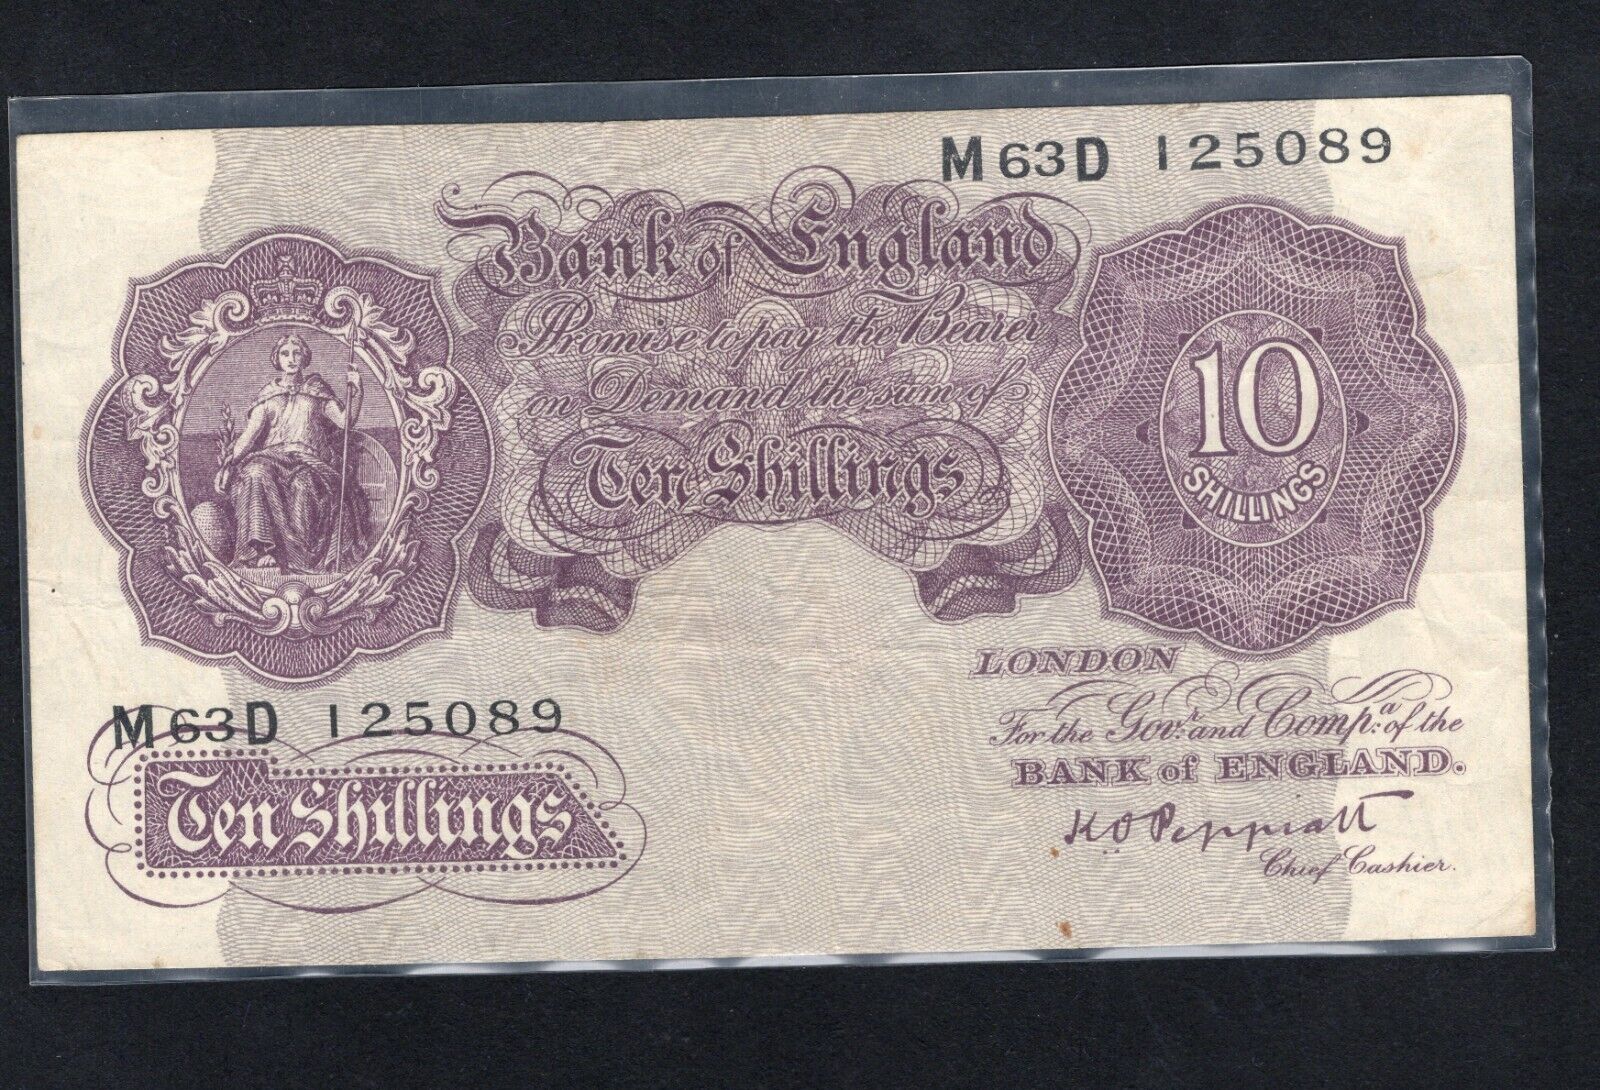 M63D 125089
Bank of England
Promise to pay the Bearer
on Demand the sum of
Ten Shillings
10
SHILLINGS
LONDON
For the Govr. and Compa. of the
BANK of ENGLAND.
K O Peppiatt
Chief Cashier.
M63D 125089
Ten Shillings